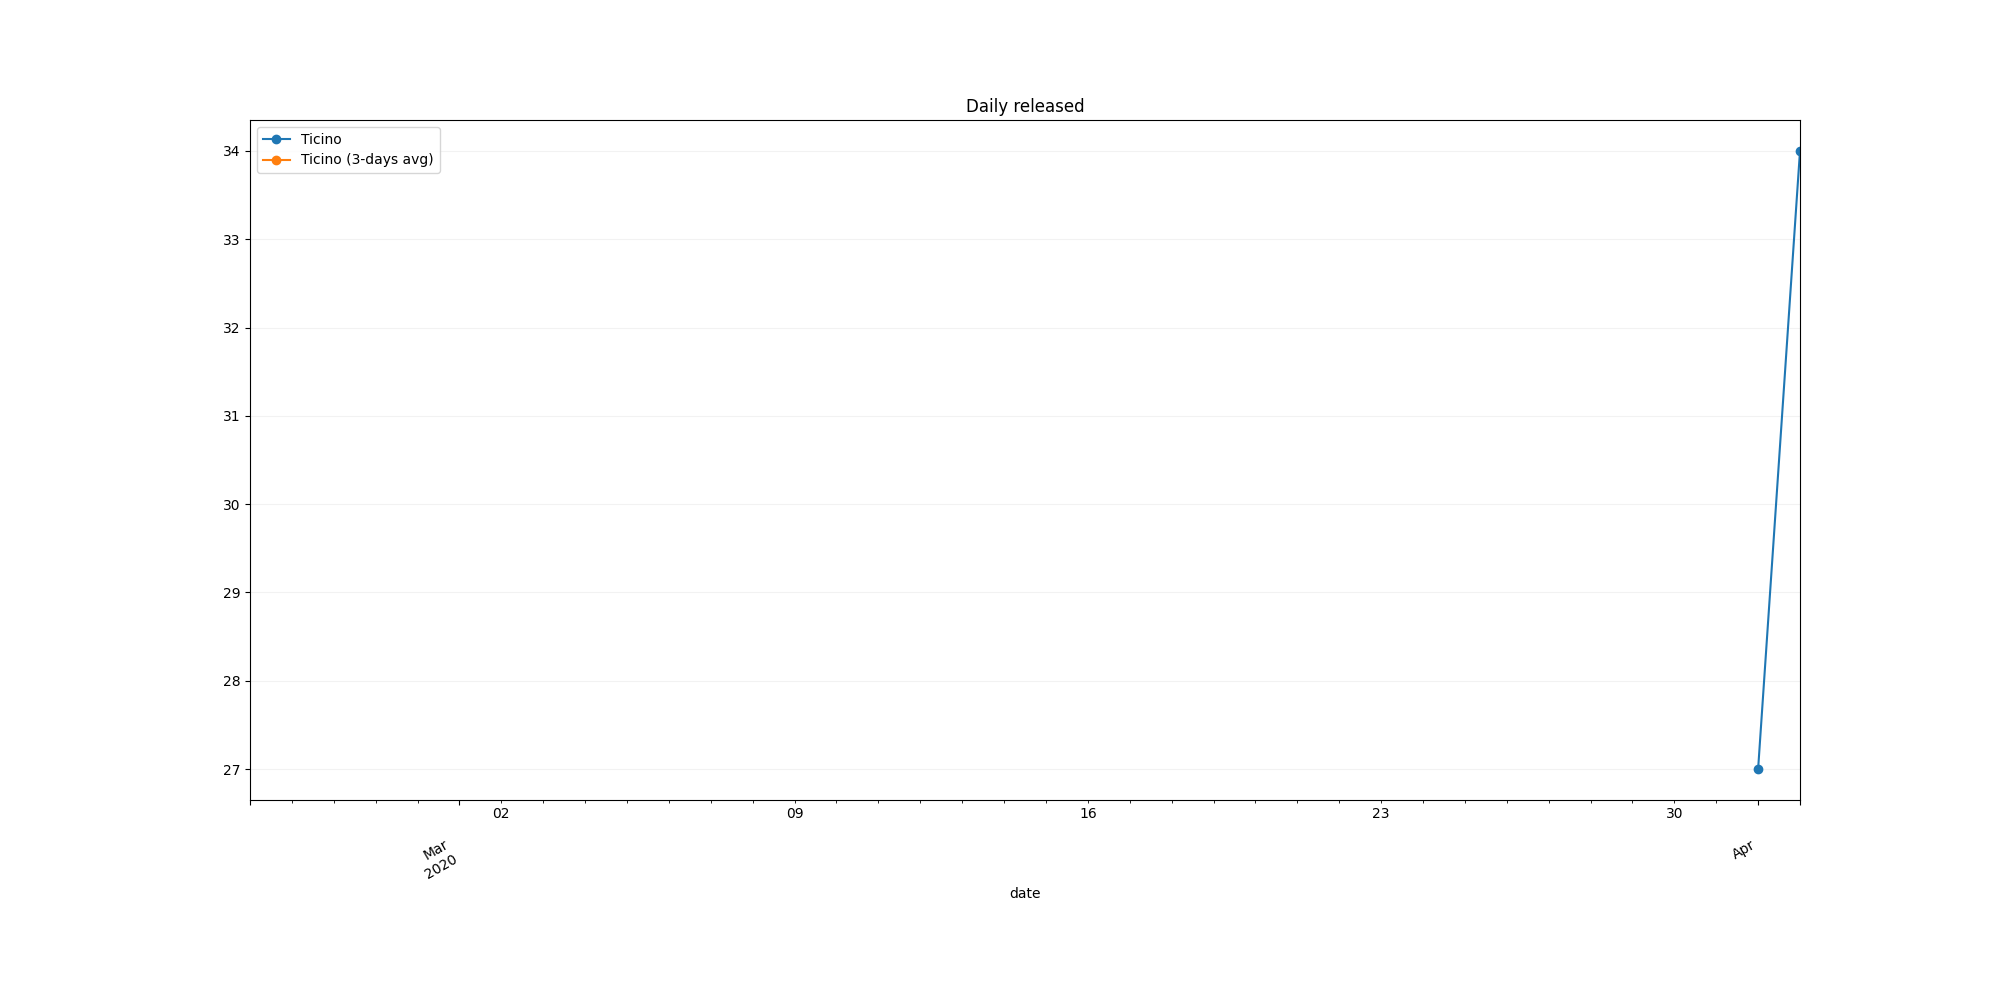 Daily released
Ticino
Ticino (3-days avg)
34
33
32
31
30
29
28
27
02
09
16
23
30
Mar
2020
Apr
date